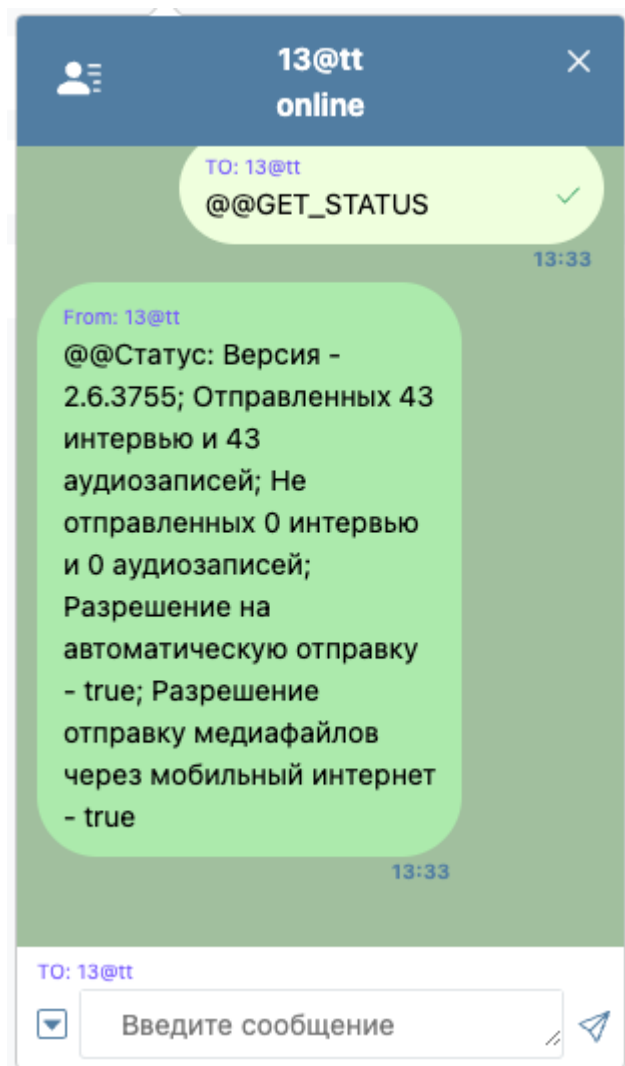 13@tt
online
TO: 13@tt
@@GET_STATUS
13:33
From: 13@tt
@@Статус: Версия -
2.6.3755; Отправленных 43
интервью и 43
аудиозаписей; Не
отправленных 0 интервью
и 0 аудиозаписей;
Разрешение на
автоматическую отправку
- true; Разрешение
отправку медиафайлов
через мобильный интернет
- true
13:33
TO: 13@tt
Введите сообщение